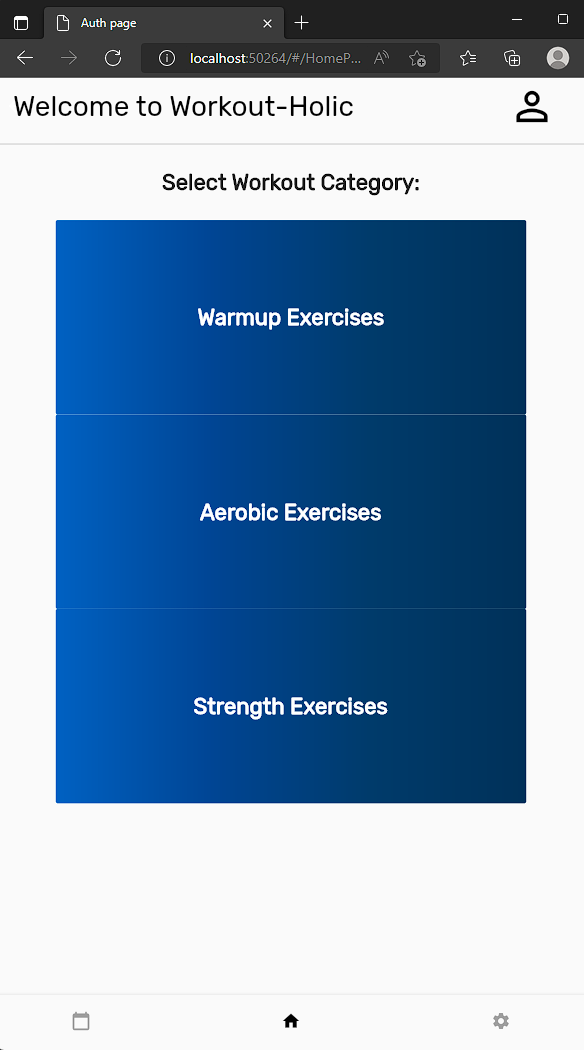 Auth page
localhost:50264/#/HomeP...
Welcome to Workout-Holic
Select Workout Category:
Warmup Exercises
Aerobic Exercises
Strength Exercises